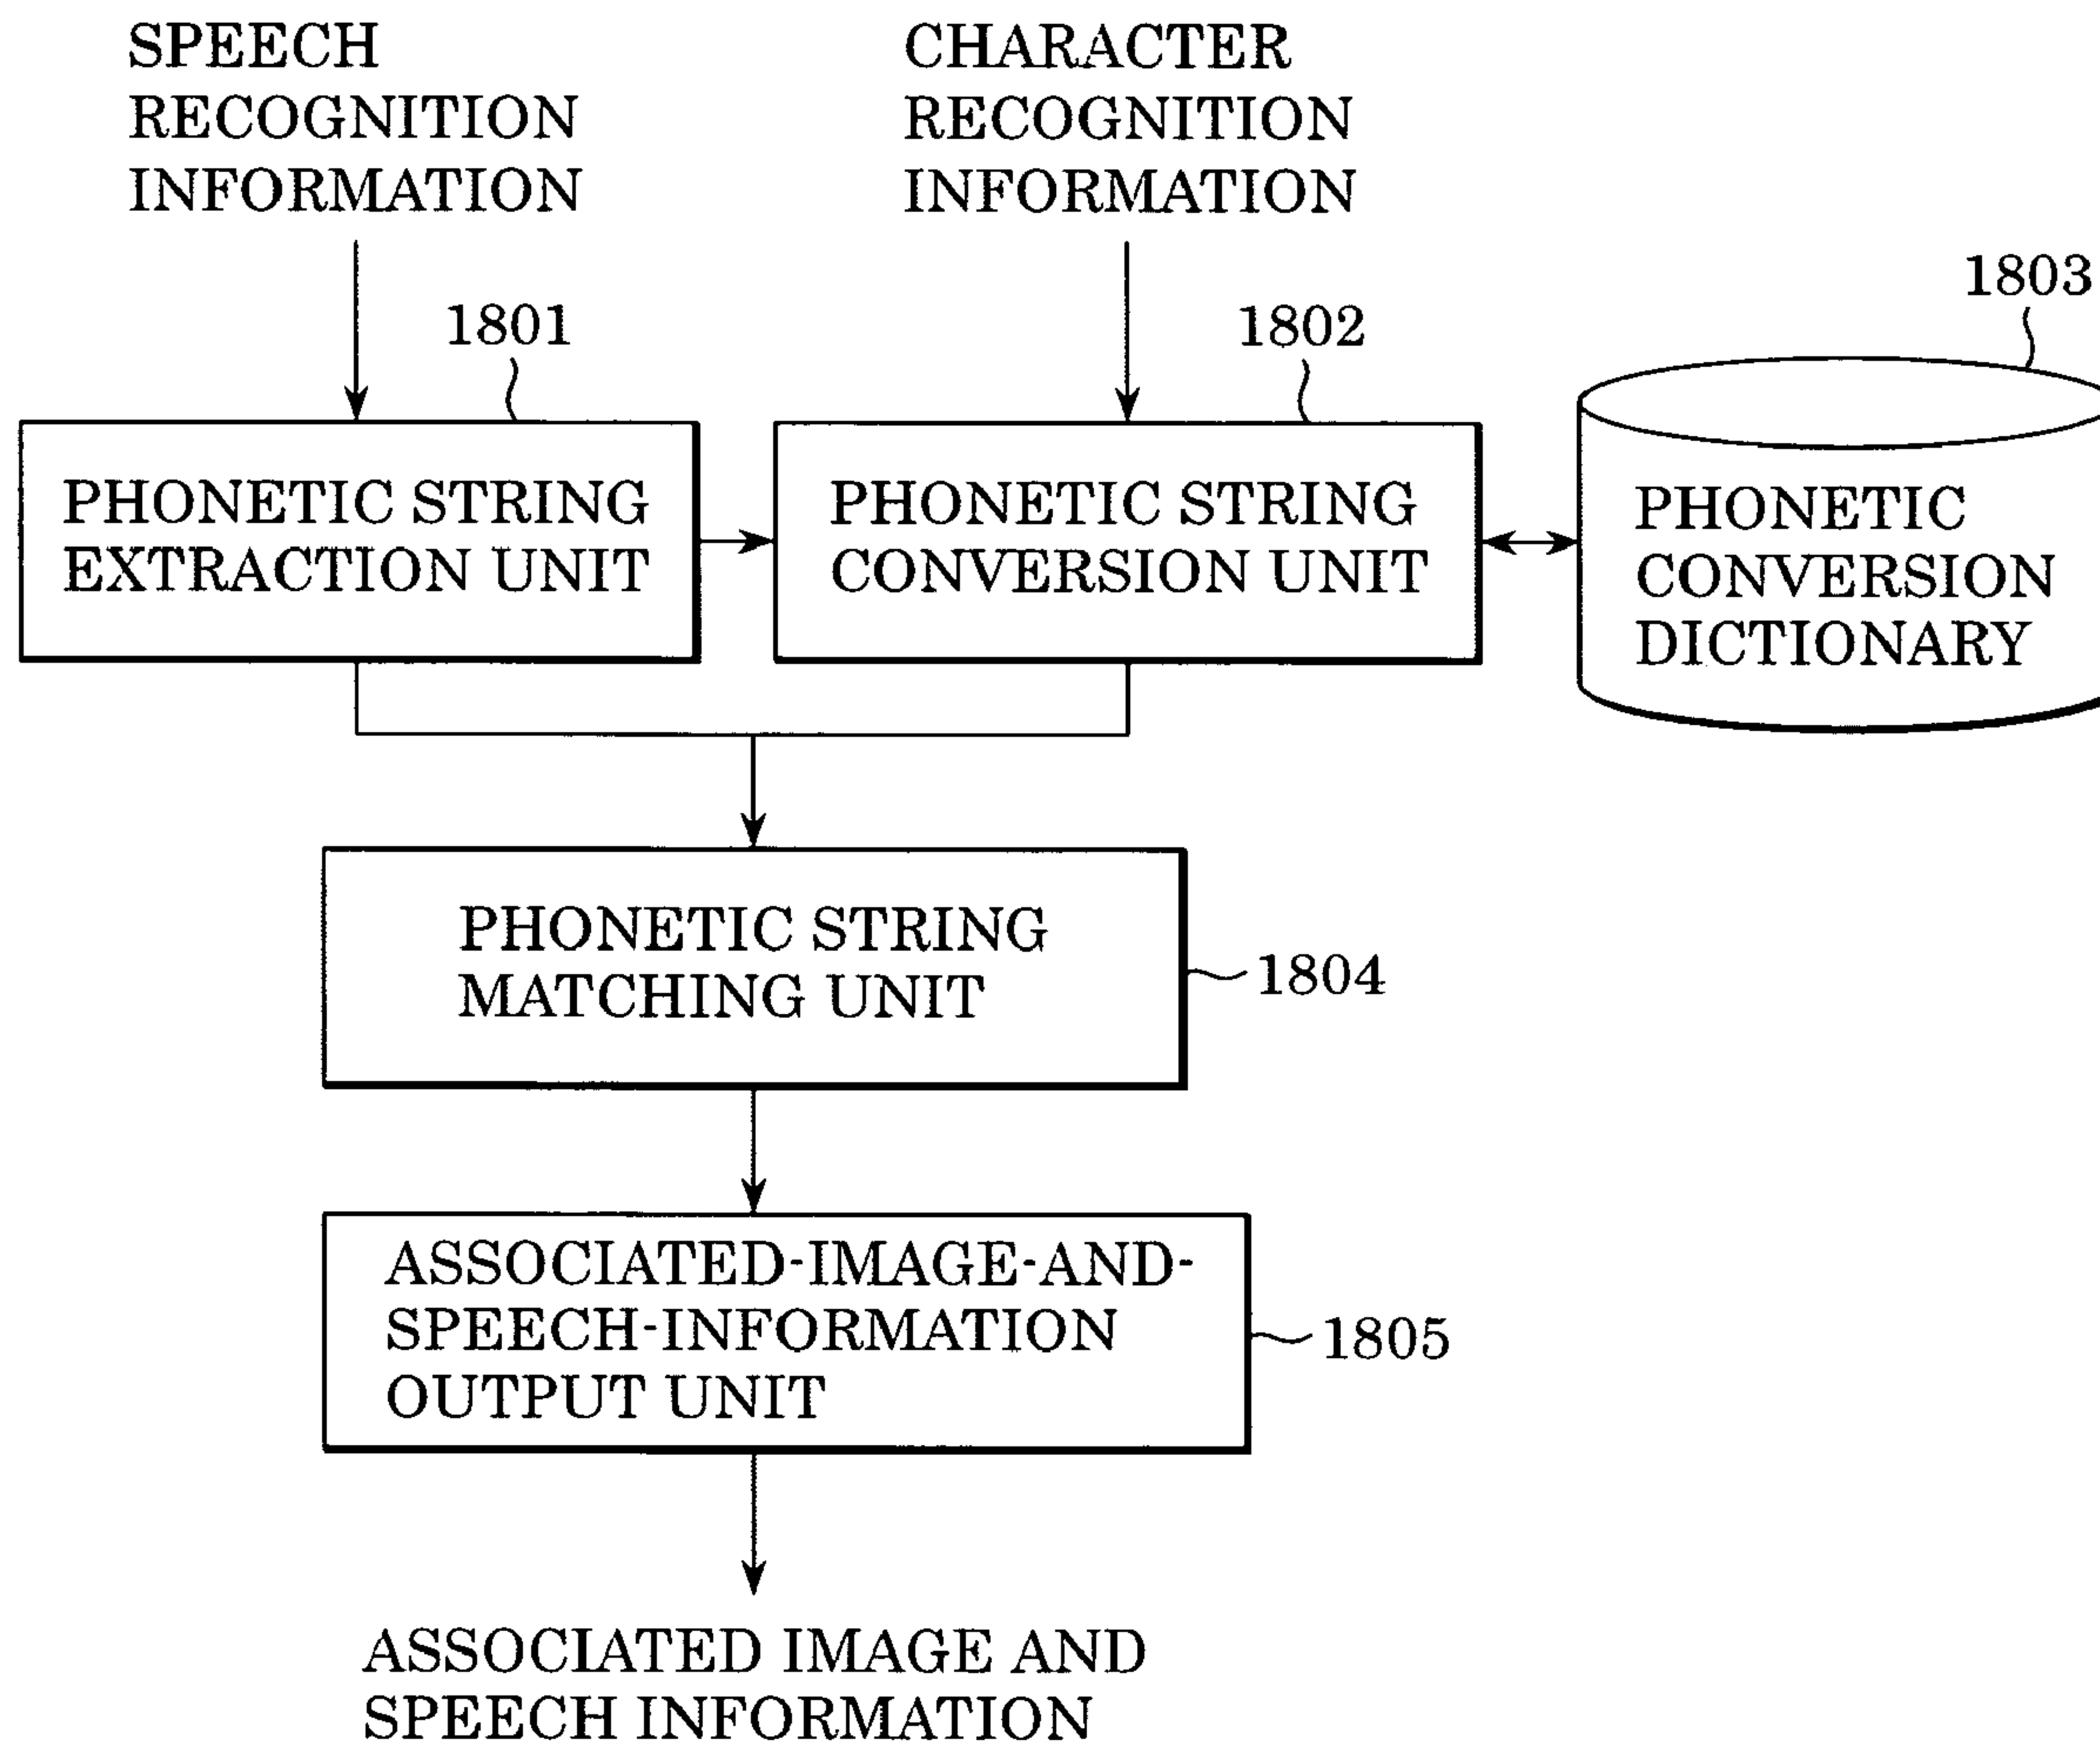 SPEECH
RECOGNITION
INFORMATION
CHARACTER
RECOGNITION
INFORMATION
1801
1802
1803
PHONETIC STRING
EXTRACTION UNIT
PHONETIC STRING
CONVERSION UNIT
PHONETIC
CONVERSION
DICTIONARY
PHONETIC STRING
MATCHING UNIT
1804
ASSOCIATED-IMAGE-AND-
SPEECH-INFORMATION
OUTPUT UNIT
1805
ASSOCIATED IMAGE AND
SPEECH INFORMATION